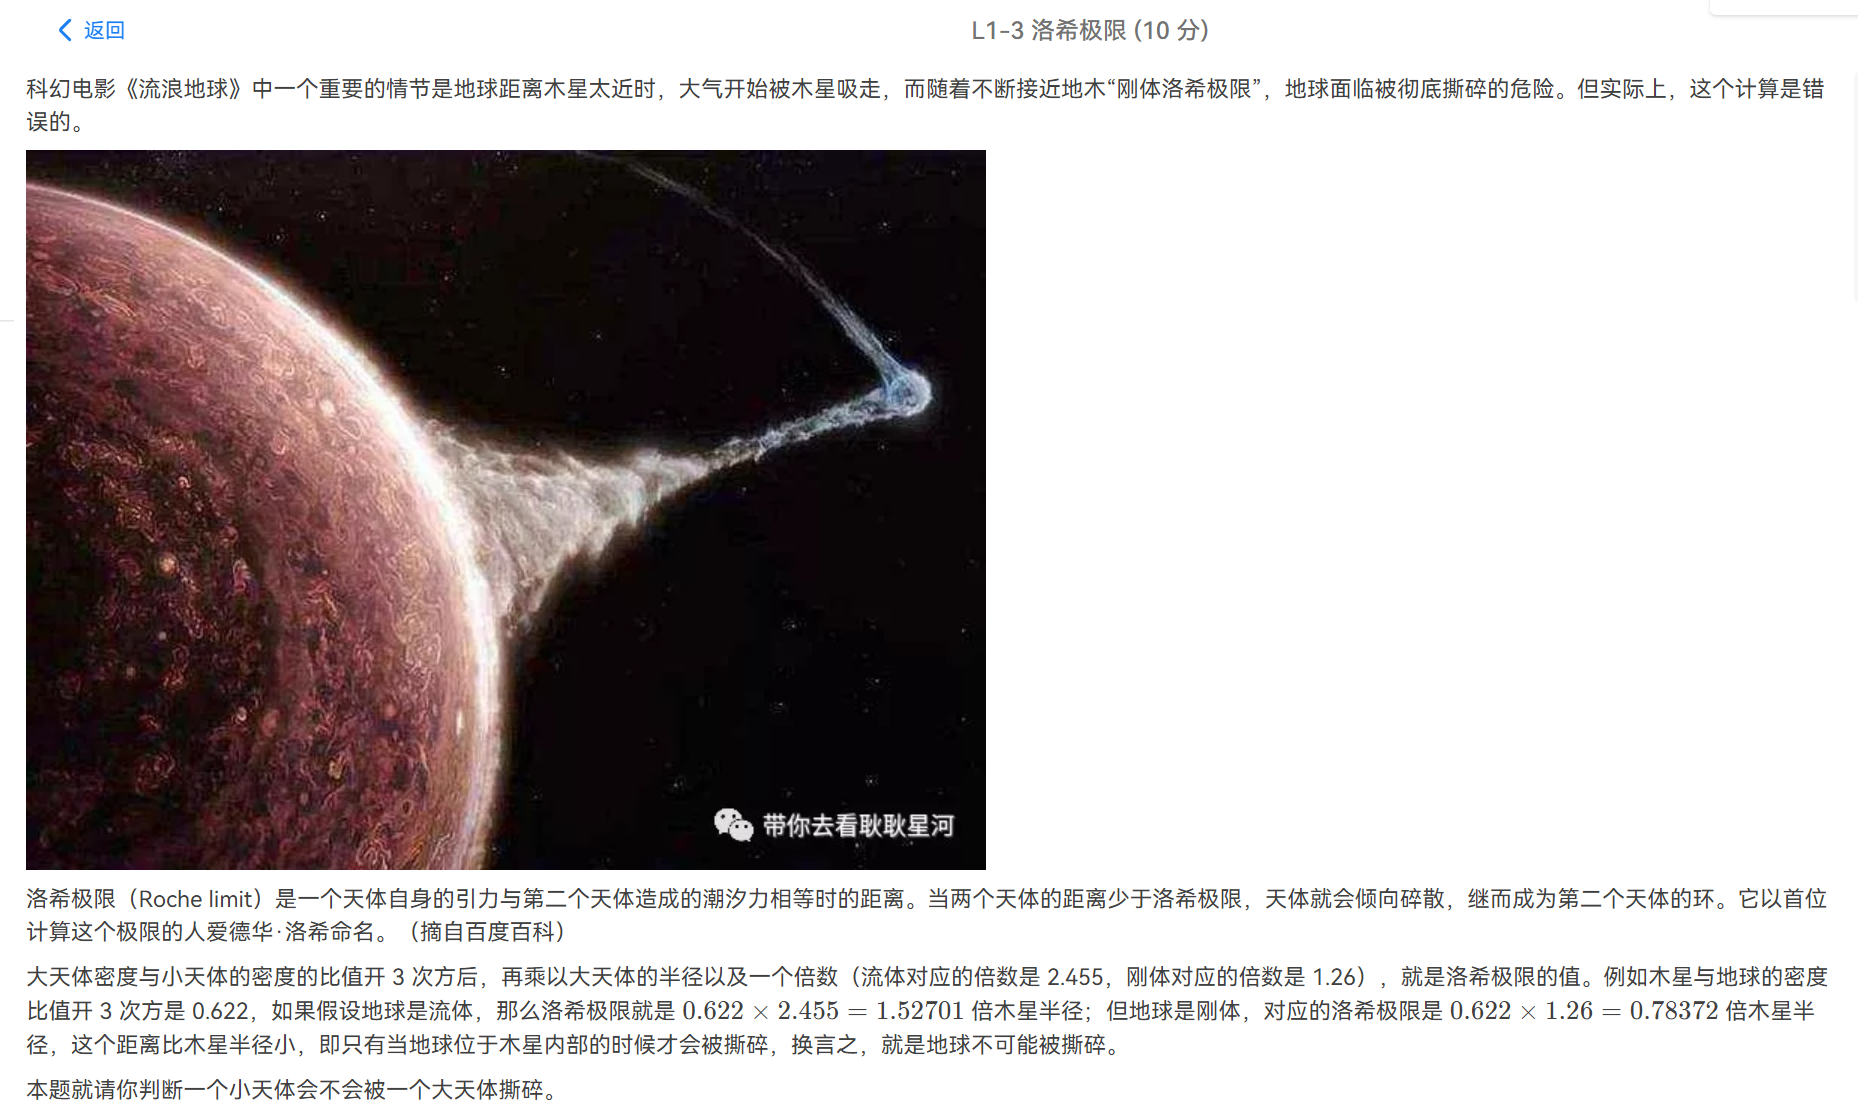 返回
L1-3 洛希极限 (10 分)
科幻电影《流浪地球》中一个重要的情节是地球距离木星太近时，大气开始被木星吸走，而随着不断接近地木“刚体洛希极限”，地球面临被彻底撕碎的危险。但实际上，这个计算是错
误的。
带你去看耿耿星河
洛希极限（Roche limit）是一个天体自身的引力与第二个天体造成的潮汐力相等时的距离。当两个天体的距离少于洛希极限，天体就会倾向碎散，继而成为第二个天体的环。它以首位
计算这个极限的人爱德华·洛希命名。（摘自百度百科）
大天体密度与小天体的密度的比值开 3 次方后，再乘以大天体的半径以及一个倍数（流体对应的倍数是 2.455，刚体对应的倍数是 1.26），就是洛希极限的值。例如木星与地球的密度
比值开 3 次方是 0.622，如果假设地球是流体，那么洛希极限就是 0.622 × 2.455 = 1.52701 倍木星半径；但地球是刚体，对应的洛希极限是 0.622 × 1.26 = 0.78372 倍木星半
径，这个距离比木星半径小，即只有当地球位于木星内部的时候才会被撕碎，换言之，就是地球不可能被撕碎。
本题就请你判断一个小天体会不会被一个大天体撕碎。